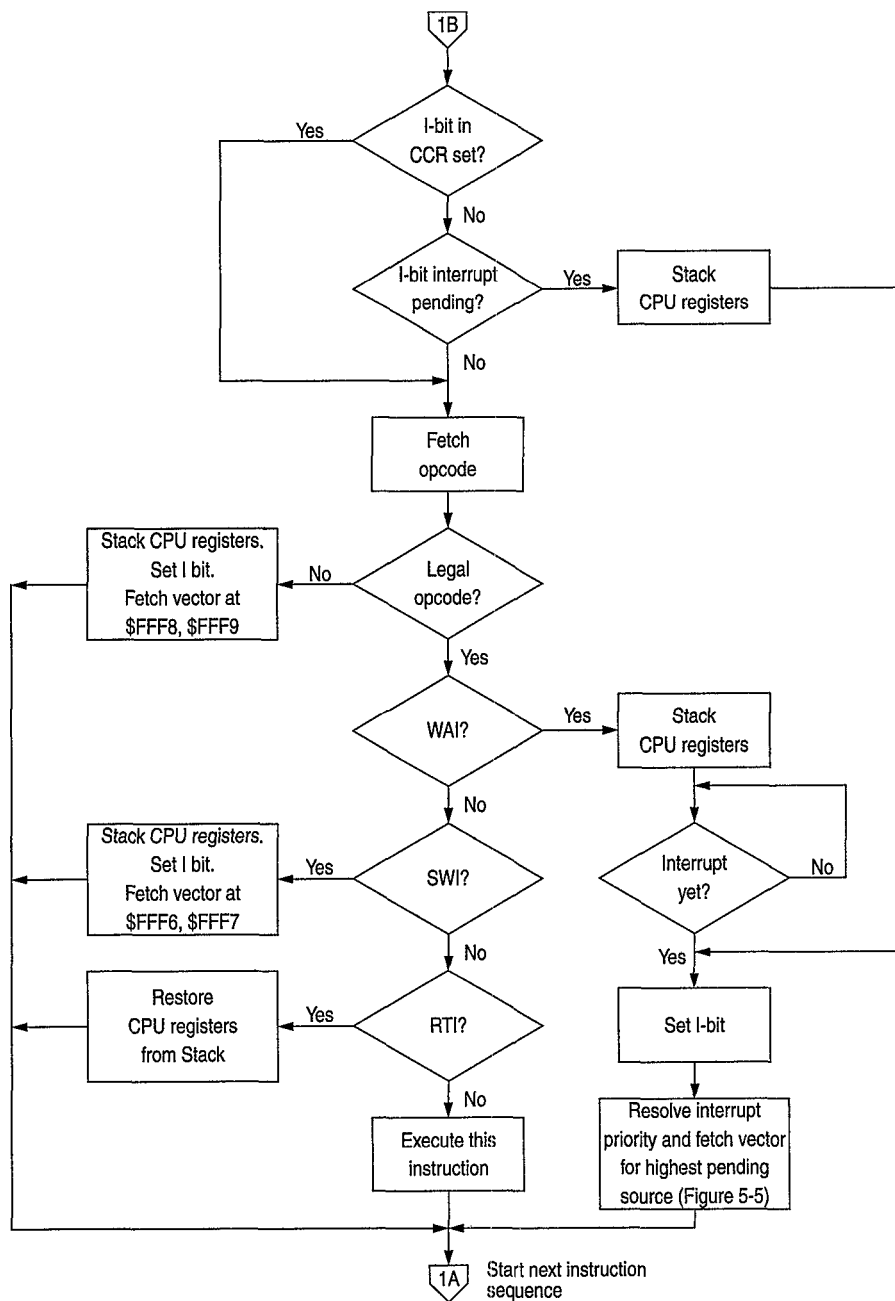 1B
I-bit in
CCR set?
Yes
No
I-bit interrupt
pending?
Yes
Stack
CPU registers
No
Fetch
opcode
Stack CPU registers.
Set I bit.
Fetch vector at
$FFF8, $FFF9
No
Legal
opcode?
Yes
WAI?
Yes
Stack
CPU registers
No
Stack CPU registers.
Set I bit.
Fetch vector at
$FFF6, $FFF7
Yes
SWI?
Interrupt
yet?
No
No
Yes
Restore
CPU registers
from Stack
Yes
RTI?
Set I-bit
No
Execute this
instruction
Resolve interrupt
priority and fetch vector
for highest pending
source (Figure 5-5)
1A
Start next instruction
sequence